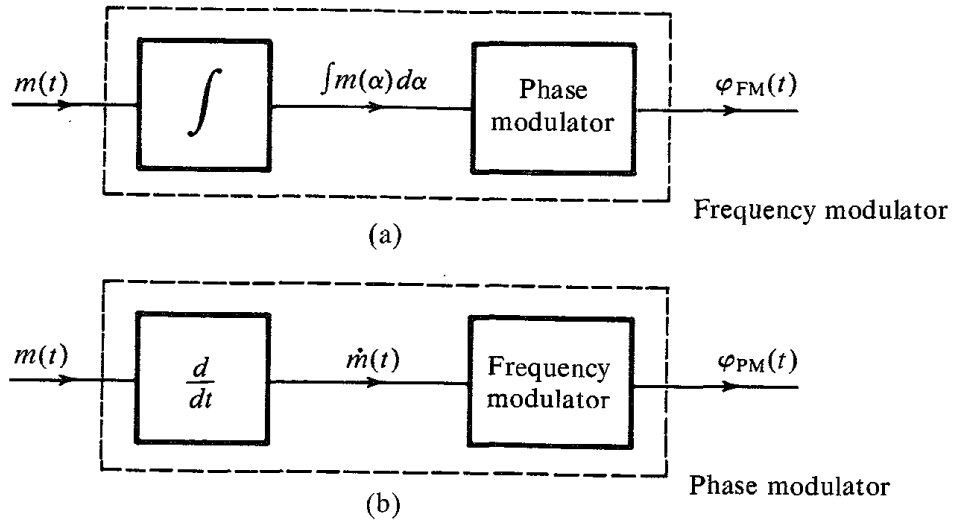 m(t)
∫
∫m(α)dα
Phase
modulator
φFM(t)
Frequency modulator
(a)
m(t)
d
dt
ṁ(t)
Frequency
modulator
φPM(t)
Phase modulator
(b)